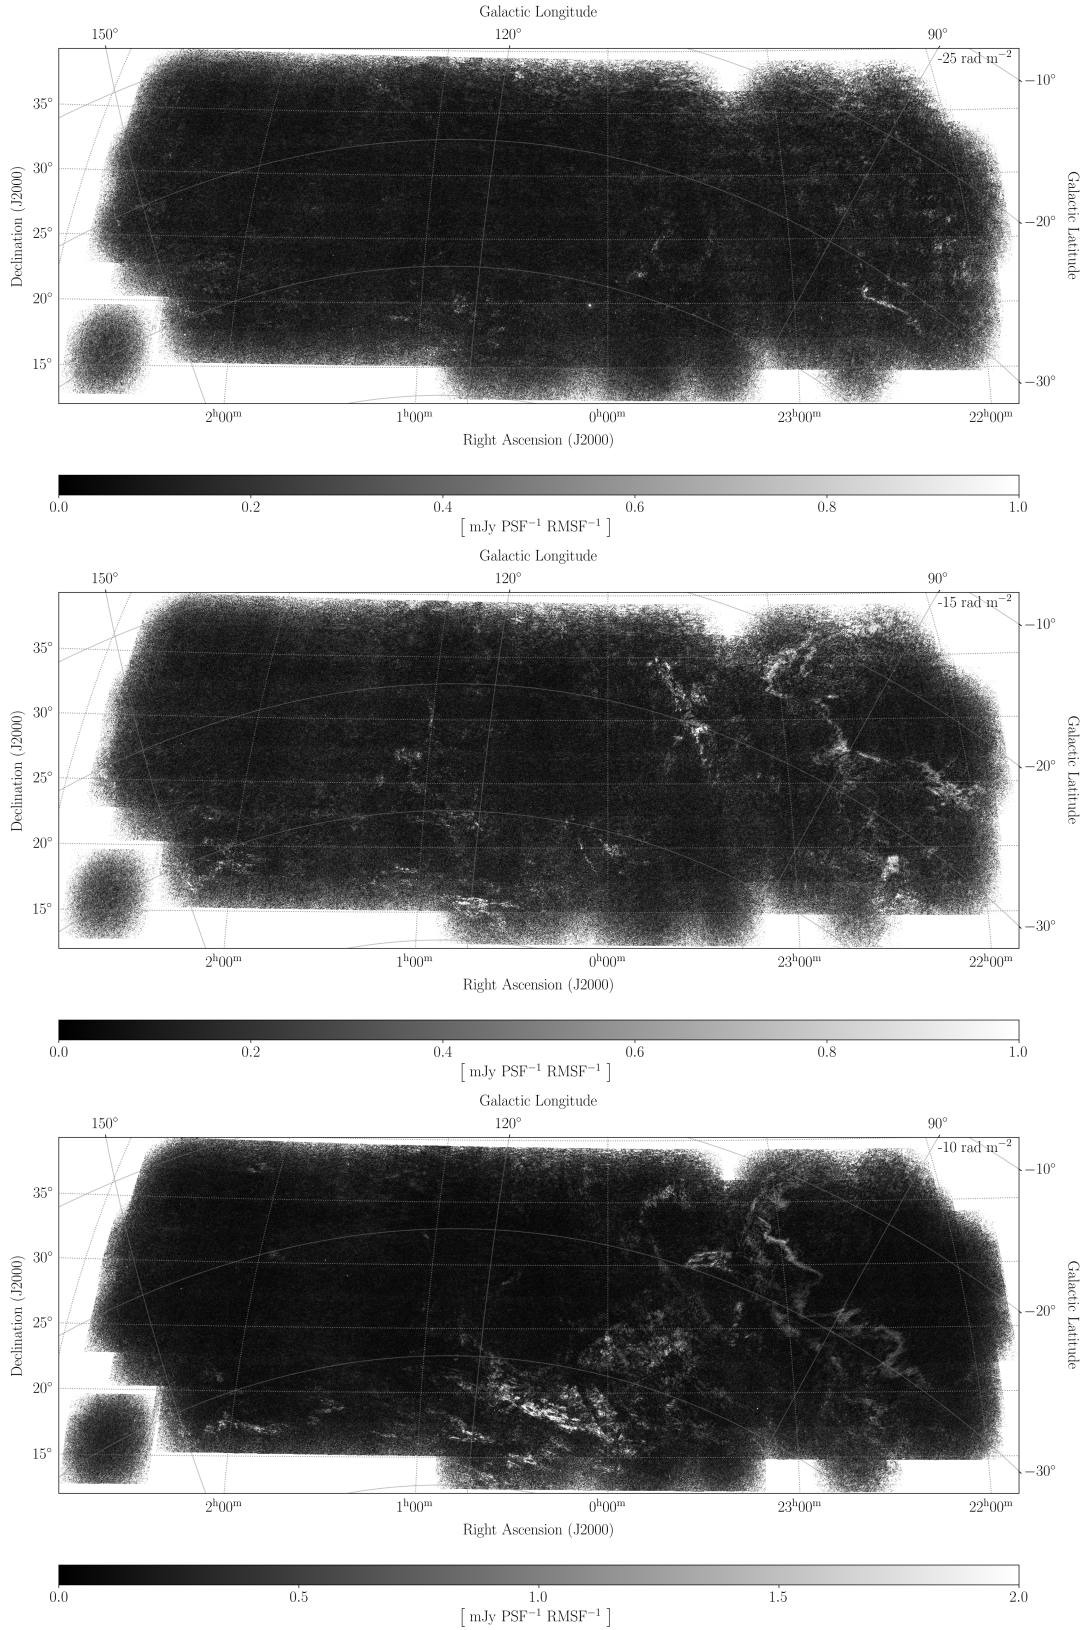 Galactic Longitude
150° 120° 90°
-25 rad m⁻²
35°
30°
25°
20°
15°
Declination (J2000)
−10°
−20°
−30°
Galactic Latitude
2ʰ00ᵐ 1ʰ00ᵐ 0ʰ00ᵐ 23ʰ00ᵐ 22ʰ00ᵐ
Right Ascension (J2000)
0.0 0.2 0.4 0.6 0.8 1.0
[ mJy PSF⁻¹ RMSF⁻¹ ]
Galactic Longitude
150° 120° 90°
-15 rad m⁻²
35°
30°
25°
20°
15°
Declination (J2000)
−10°
−20°
−30°
Galactic Latitude
2ʰ00ᵐ 1ʰ00ᵐ 0ʰ00ᵐ 23ʰ00ᵐ 22ʰ00ᵐ
Right Ascension (J2000)
0.0 0.2 0.4 0.6 0.8 1.0
[ mJy PSF⁻¹ RMSF⁻¹ ]
Galactic Longitude
150° 120° 90°
-10 rad m⁻²
35°
30°
25°
20°
15°
Declination (J2000)
−10°
−20°
−30°
Galactic Latitude
2ʰ00ᵐ 1ʰ00ᵐ 0ʰ00ᵐ 23ʰ00ᵐ 22ʰ00ᵐ
Right Ascension (J2000)
0.0 0.5 1.0 1.5 2.0
[ mJy PSF⁻¹ RMSF⁻¹ ]